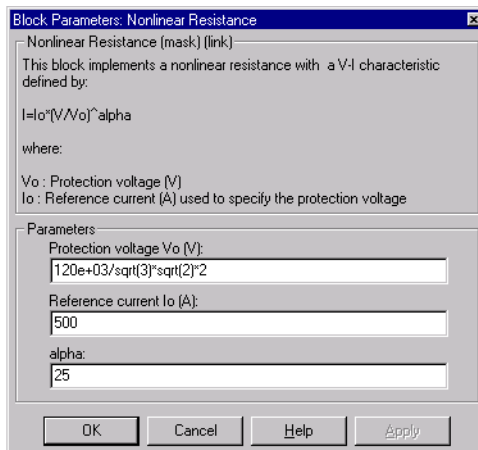 Block Parameters: Nonlinear Resistance
Nonlinear Resistance (mask) (link)
This block implements a nonlinear resistance with a V-I characteristic
defined by:
I=Io*(V/Vo)^alpha
where:
Vo : Protection voltage (V)
Io : Reference current (A) used to specify the protection voltage
Parameters
Protection voltage Vo (V):
120e+03/sqrt(3)*sqrt(2)*2
Reference current Io (A):
500
alpha:
25
OK Cancel Help Apply